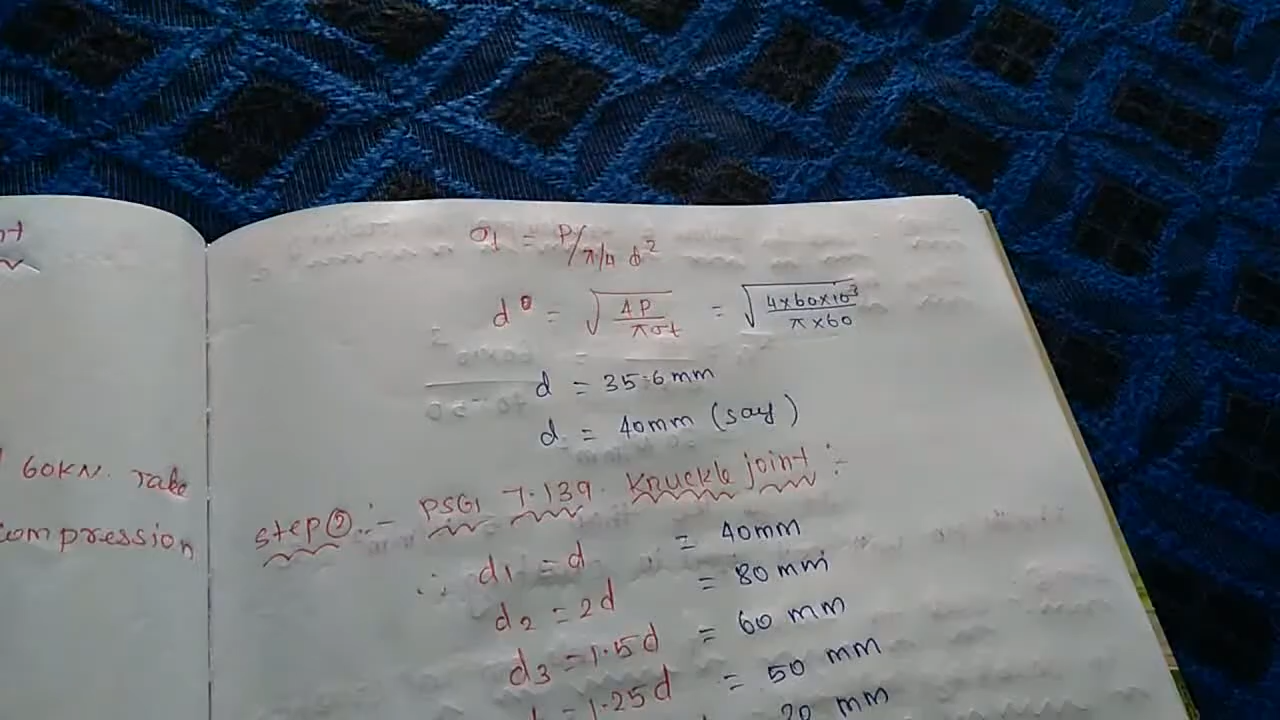 60KN. Take
compression
σt = P/π/4 d²
d = √(4P/πσt) = √(4×60×10³/π×60)
d = 35.6mm
d = 40mm (say)
step② :- PSG 7.139. Knuckle joint :-
∴ d1 = d = 40mm
d2 = 2d = 80 mm
d3 = 1.5d = 60 mm
= 1.25d = 50 mm
20 mm